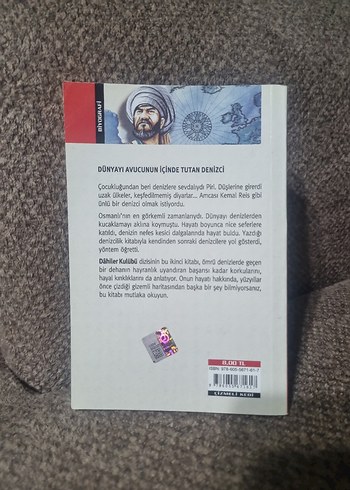 BİYOGRAFİ
DÜNYAYI AVUCUNUN İÇİNDE TUTAN DENİZCİ
Çocukluğundan beri denizlere sevdalıydı Piri. Düşlerine girerdi
uzak ülkeler, keşfedilmemiş diyarlar... Amcası Kemal Reis gibi
ünlü bir denizci olmak istiyordu.
Osmanlı'nın en görkemli zamanlarıydı. Dünyayı denizlerden
kucaklamayı aklına koymuştu. Hayatı boyunca nice seferlere
katıldı, denizin nefes keski dalgalarında hayat buldu. Yazdığı
denizcilik kitabıyla kendinden sonraki denizcilere yol gösterdi,
yöntem öğretti.
Dâhiler Kulübü dizisinin bu ikinci kitabı, ömrü denizlerde geçen
bir dehanın hayranlık uyandıran başarısı kadar korkularını,
hayal kırıklıklarını da anlatıyor. Onun hayatı hakkında, yüzyıllar
önce çizdiği gizemli haritasından başka bir şey bilmiyorsanız,
bu kitabı mutlaka okuyun.
8.00 TL
ÇİZMELİ KEDİ